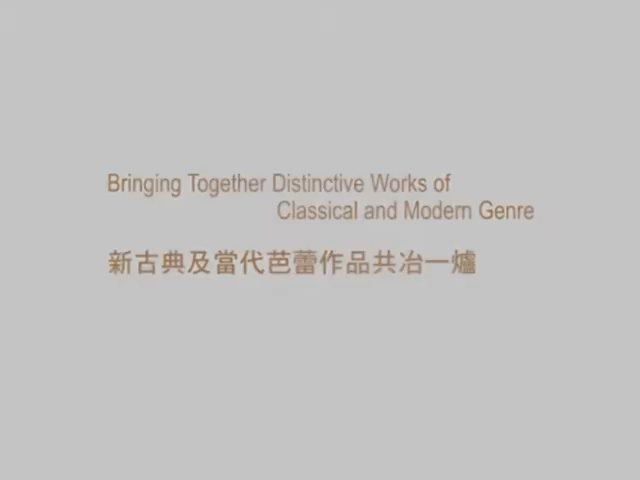 Bringing Together Distinctive Works of
Classical and Modern Genre
新古典及當代芭蕾作品共冶一爐